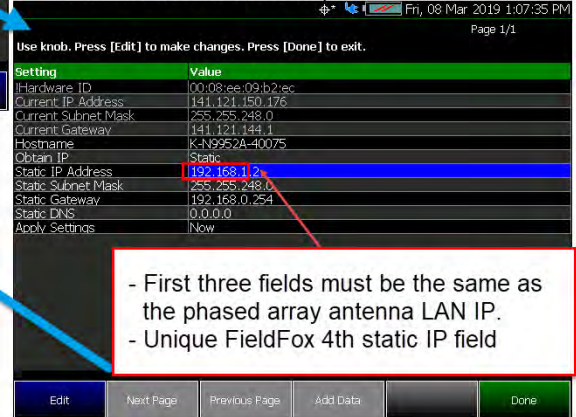 Fri, 08 Mar 2019 1:07:35 PM
Page 1/1
Use knob. Press [Edit] to make changes. Press [Done] to exit.
Setting Value
!Hardware ID 00:08:ee:09:b2:ec
Current IP Address 141.121.150.176
Current Subnet Mask 255.255.248.0
Current Gateway 141.121.144.1
Hostname K-N9952A-40075
Obtain IP Static
Static IP Address 192.168.1.2
Static Subnet Mask 255.255.248.0
Static Gateway 192.168.0.254
Static DNS 0.0.0.0
Apply Settings Now
- First three fields must be the same as
the phased array antenna LAN IP.
- Unique FieldFox 4th static IP field
Edit Next Page Previous Page Add Data Done